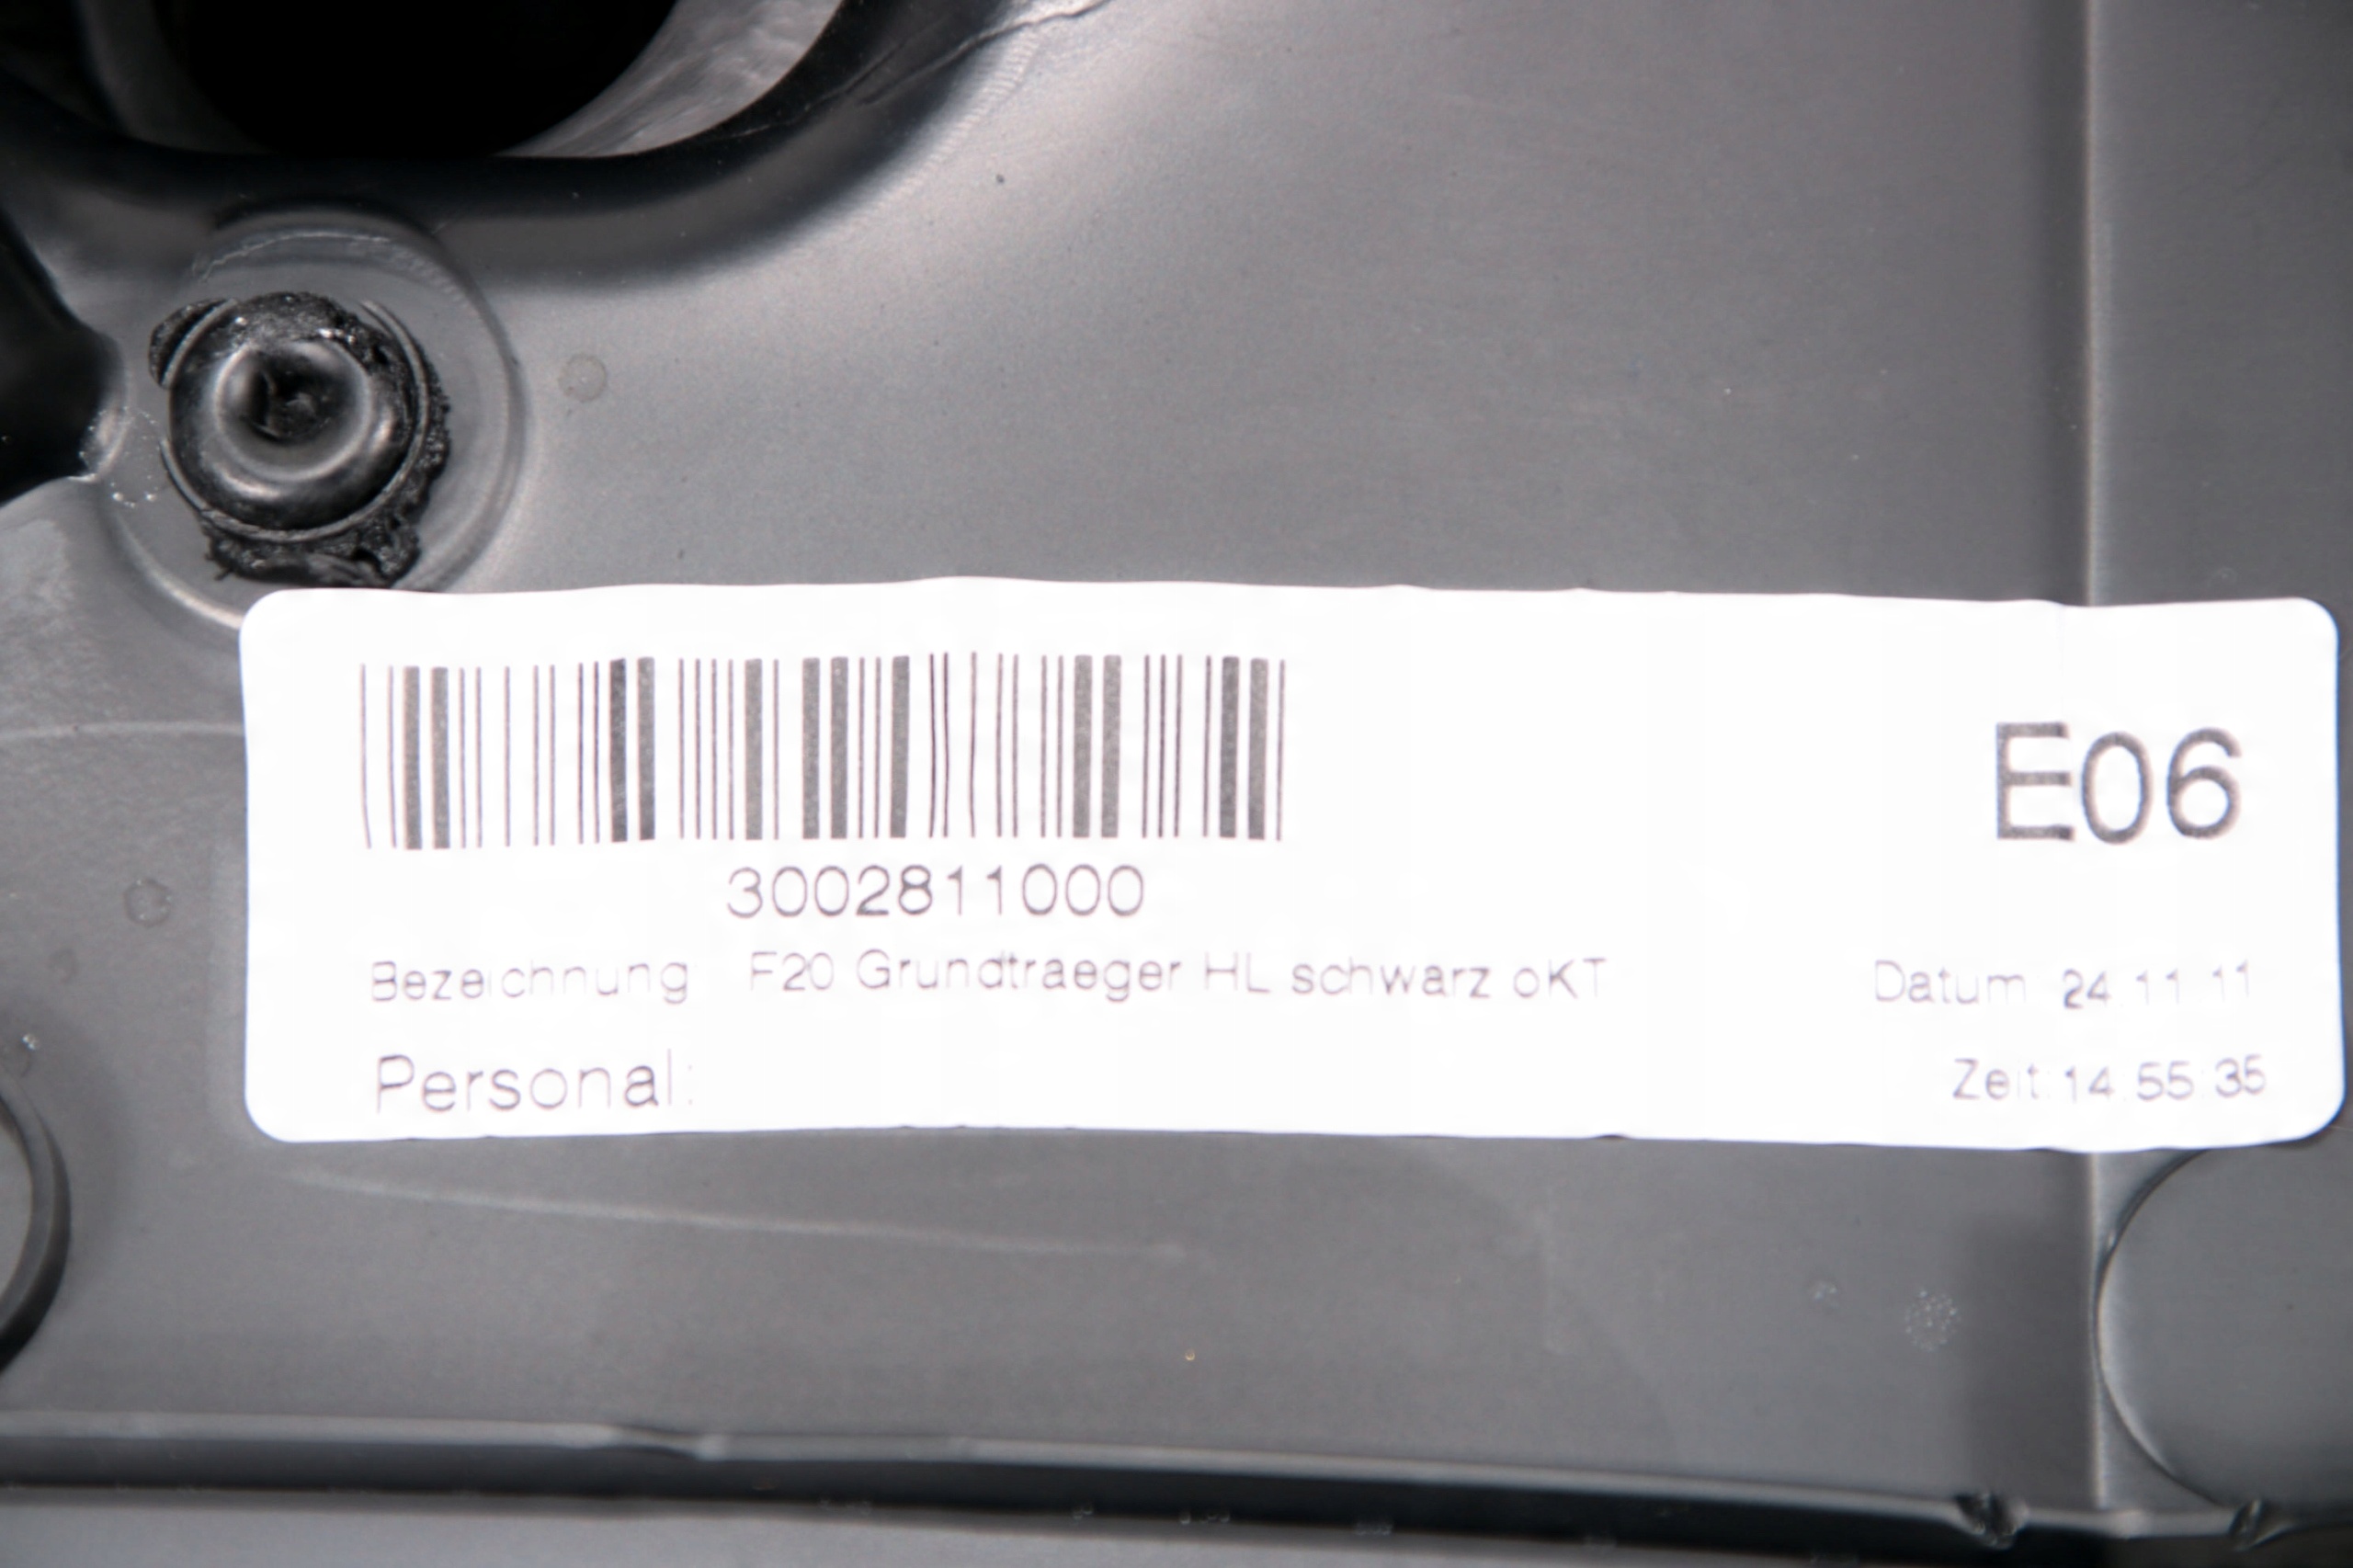 E06
3002811000
Bezeichnung F20 Grundtraeger HL schwarz oKT
Datum: 24.11.11
Personal:
Zeit:14:55:35